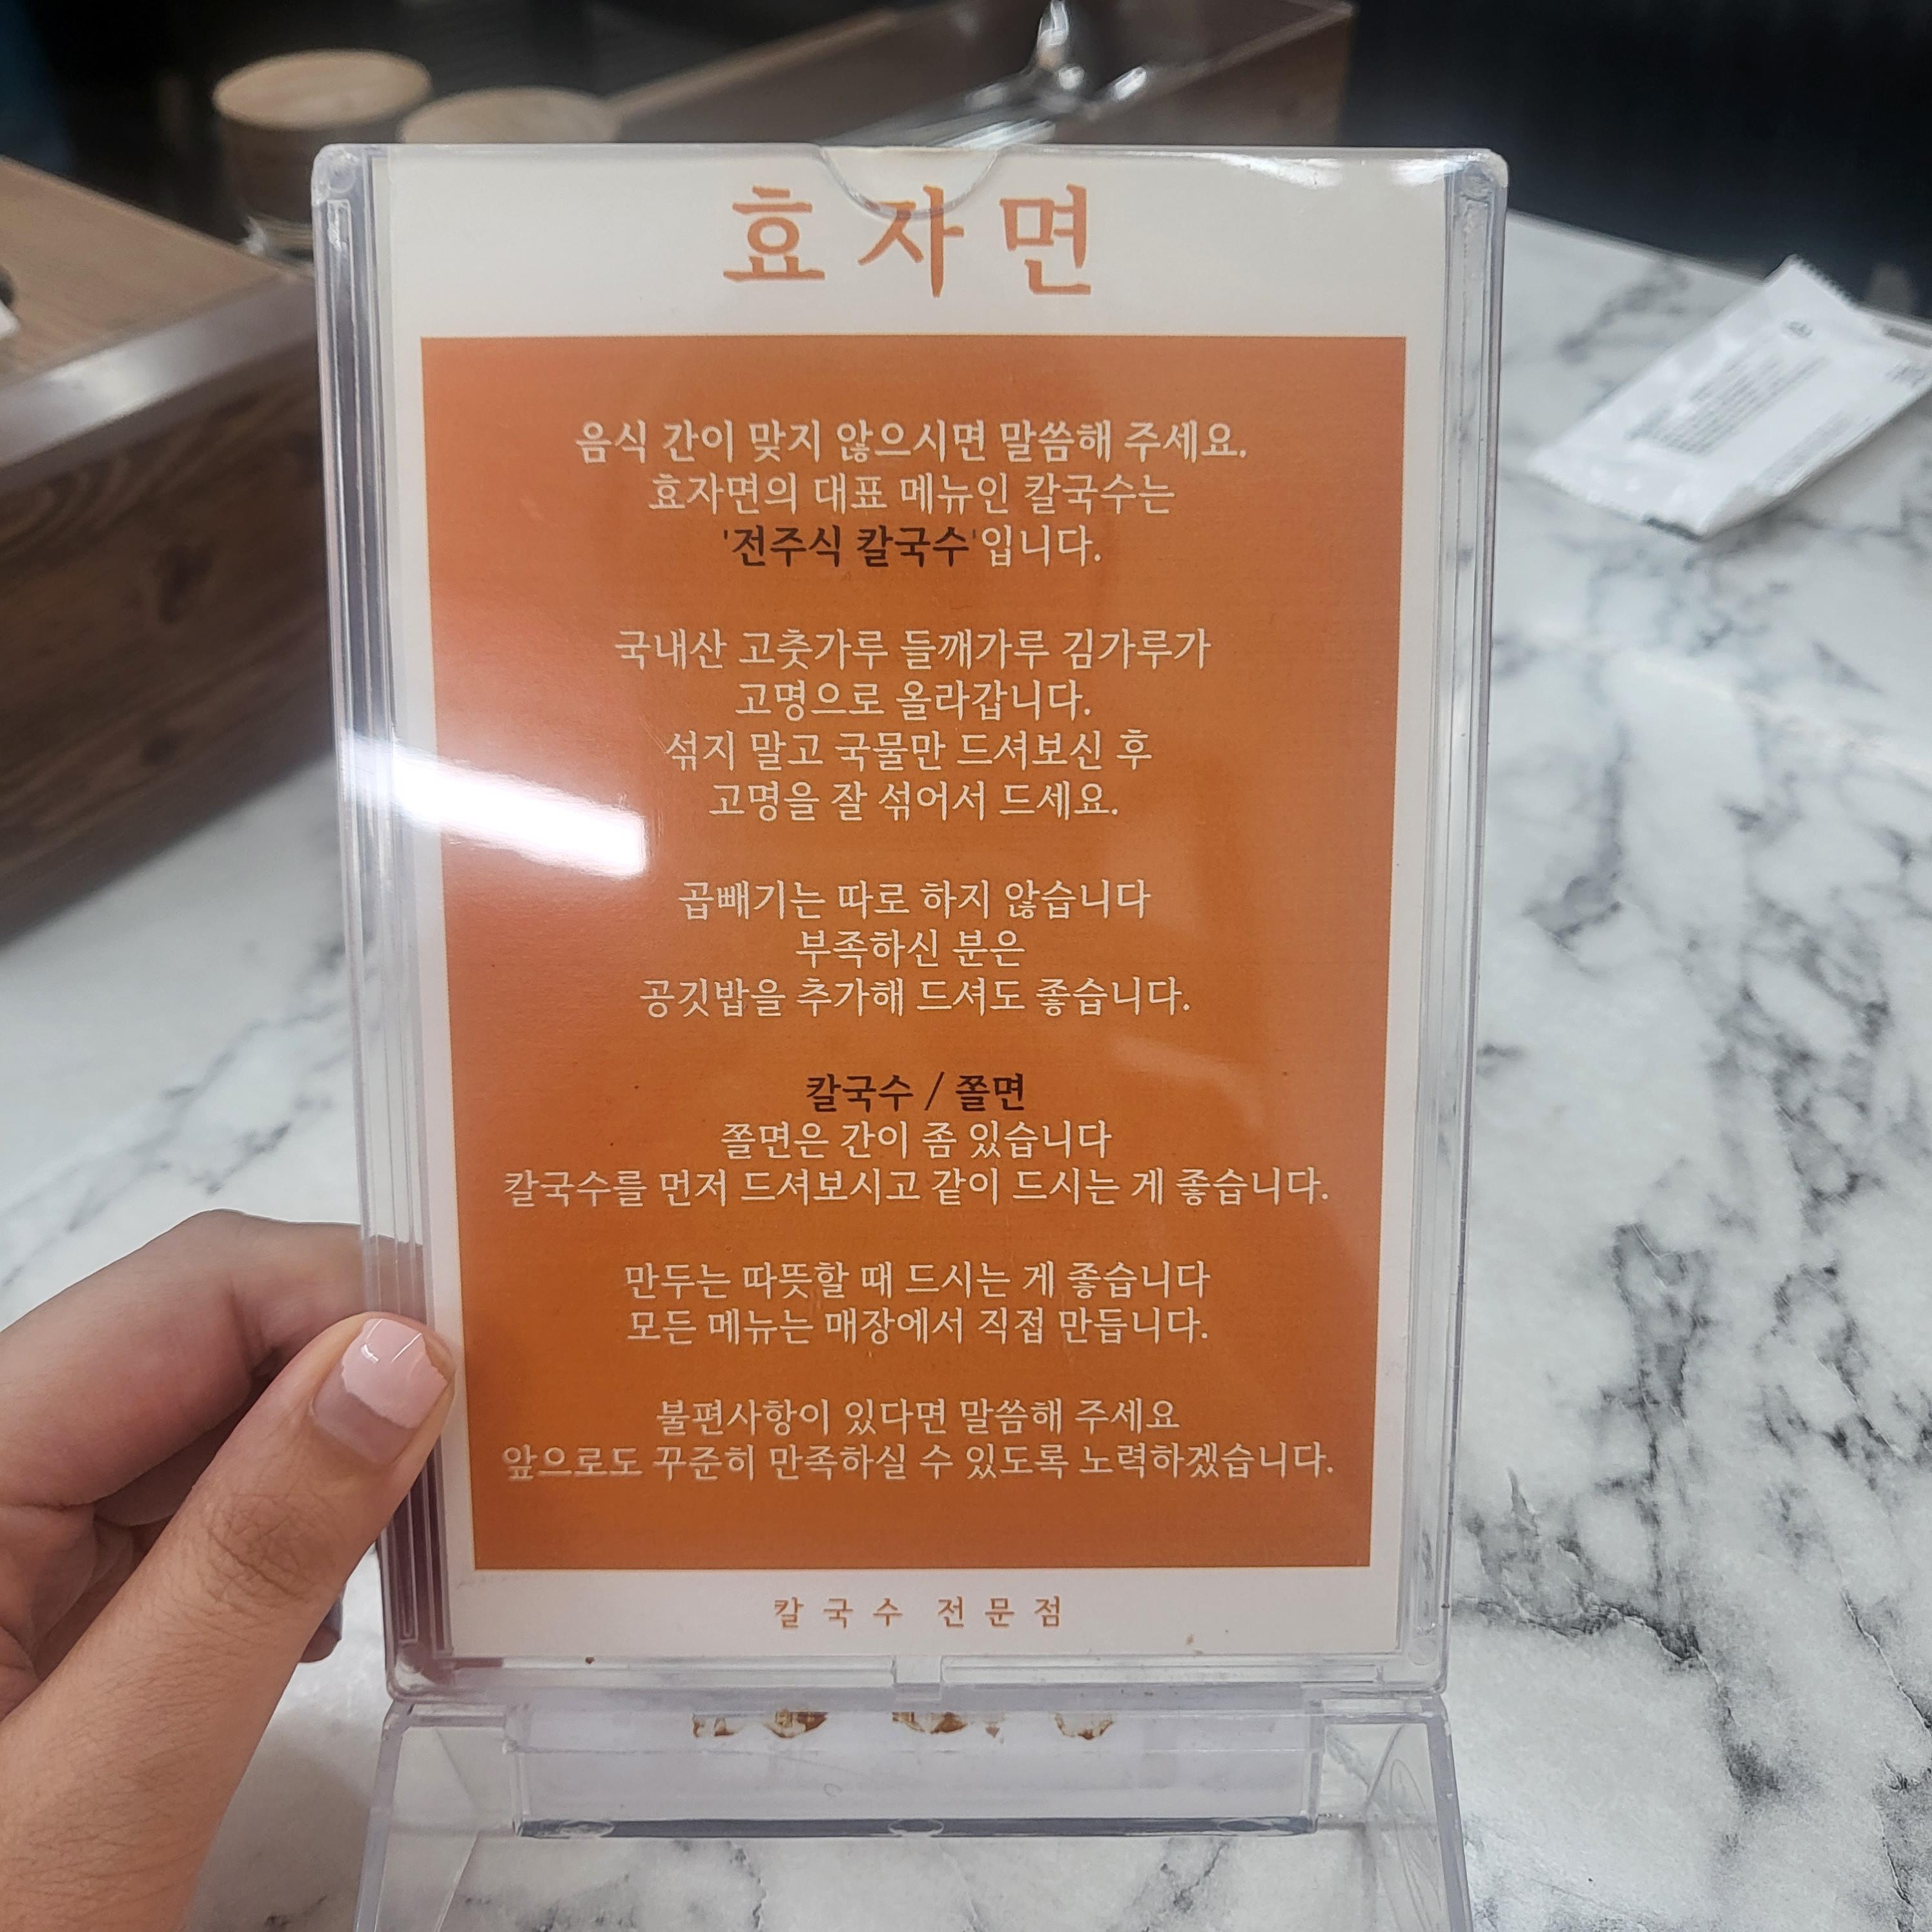 효자면
음식 간이 맞지 않으시면 말씀해 주세요.
효자면의 대표 메뉴인 칼국수는
'전주식 칼국수'입니다.
국내산 고춧가루 들깨가루 김가루가
고명으로 올라갑니다.
섞지 말고 국물만 드셔보신 후
고명을 잘 섞어서 드세요.
곱빼기는 따로 하지 않습니다
부족하신 분은
공깃밥을 추가해 드셔도 좋습니다.
칼국수 / 쫄면
쫄면은 간이 좀 있습니다
칼국수를 먼저 드셔보시고 같이 드시는 게 좋습니다.
만두는 따뜻할 때 드시는 게 좋습니다
모든 메뉴는 매장에서 직접 만듭니다.
불편사항이 있다면 말씀해 주세요
앞으로도 꾸준히 만족하실 수 있도록 노력하겠습니다.
칼국수 전문점